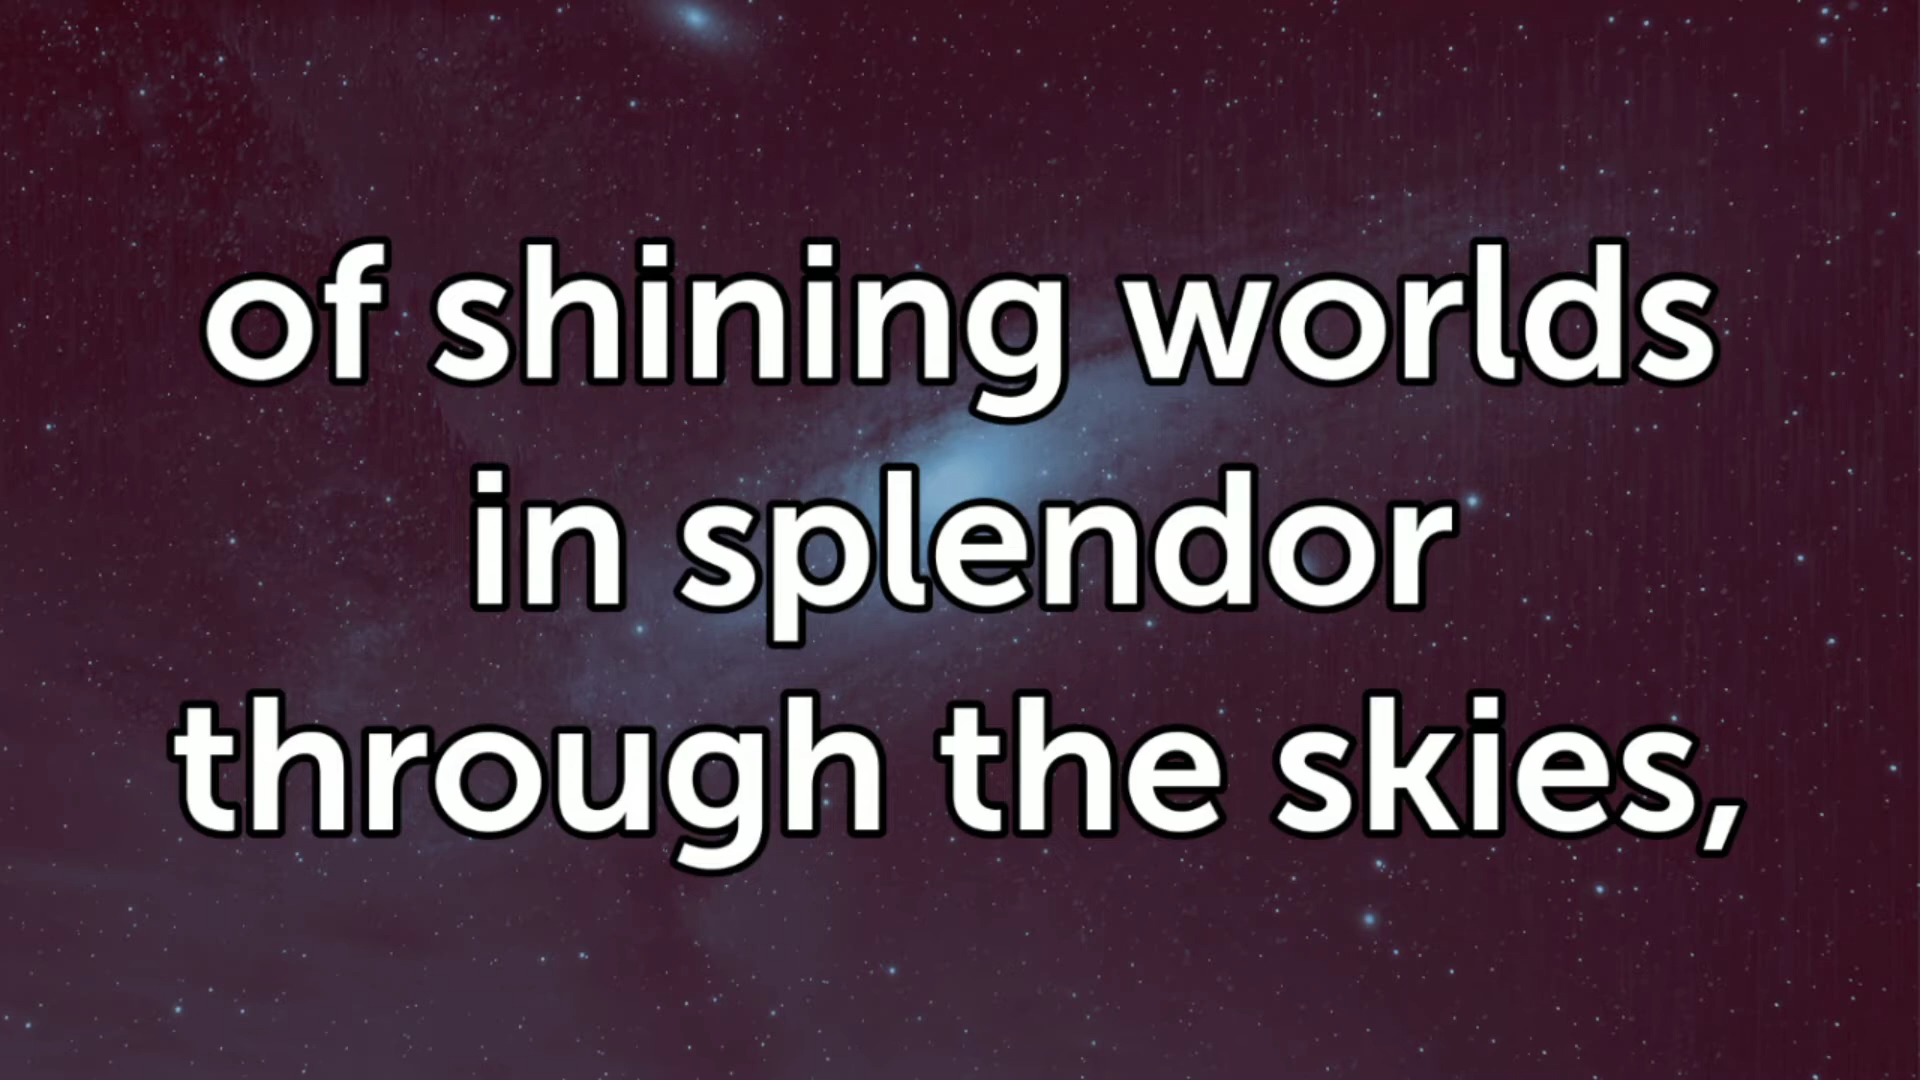 of shining worlds
in splendor
through the skies,